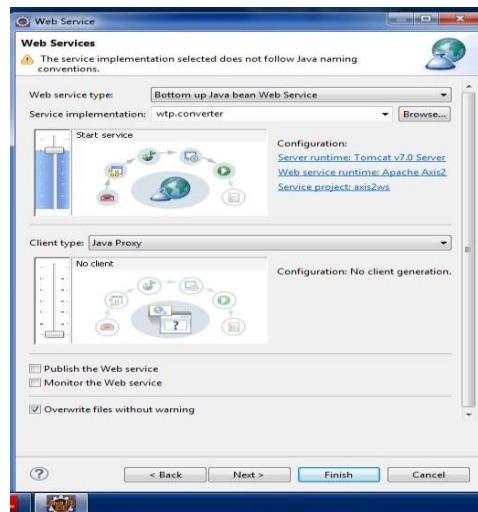 Web Service
Web Services
The service implementation selected does not follow Java naming
conventions.
Web service type: Bottom up Java bean Web Service
Service implementation: wtp.converter Browse...
Start service
Configuration:
Server runtime: Tomcat v7.0 Server
Web service runtime: Apache Axis2
Service project: axis2ws
Client type: Java Proxy
No client
Configuration: No client generation.
Publish the Web service
Monitor the Web service
Overwrite files without warning
? < Back Next > Finish Cancel